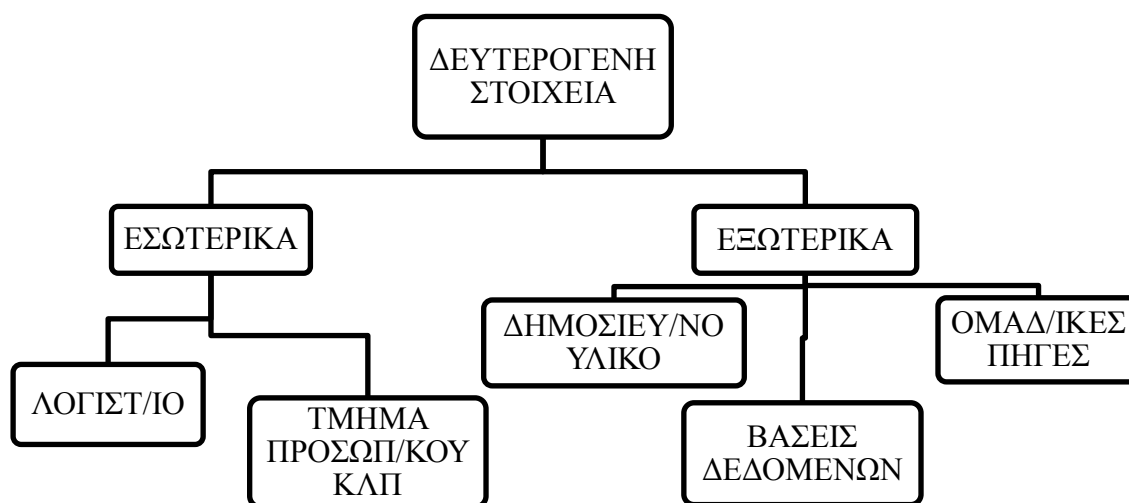 ΔΕΥΤΕΡΟΓΕΝΗ
ΣΤΟΙΧΕΙΑ
ΕΣΩΤΕΡΙΚΑ
ΕΞΩΤΕΡΙΚΑ
ΛΟΓΙΣΤ/ΙΟ
ΤΜΗΜΑ
ΠΡΟΣΩΠ/ΚΟΥ
ΚΛΠ
ΔΗΜΟΣΙΕΥ/ΝΟ
ΥΛΙΚΟ
ΒΑΣΕΙΣ
ΔΕΔΟΜΕΝΩΝ
ΟΜΑΔ/ΙΚΕΣ
ΠΗΓΕΣ